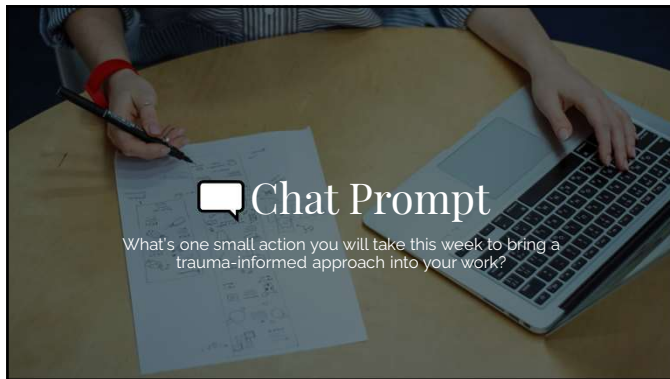 Chat Prompt
What's one small action you will take this week to bring a
trauma-informed approach into your work?